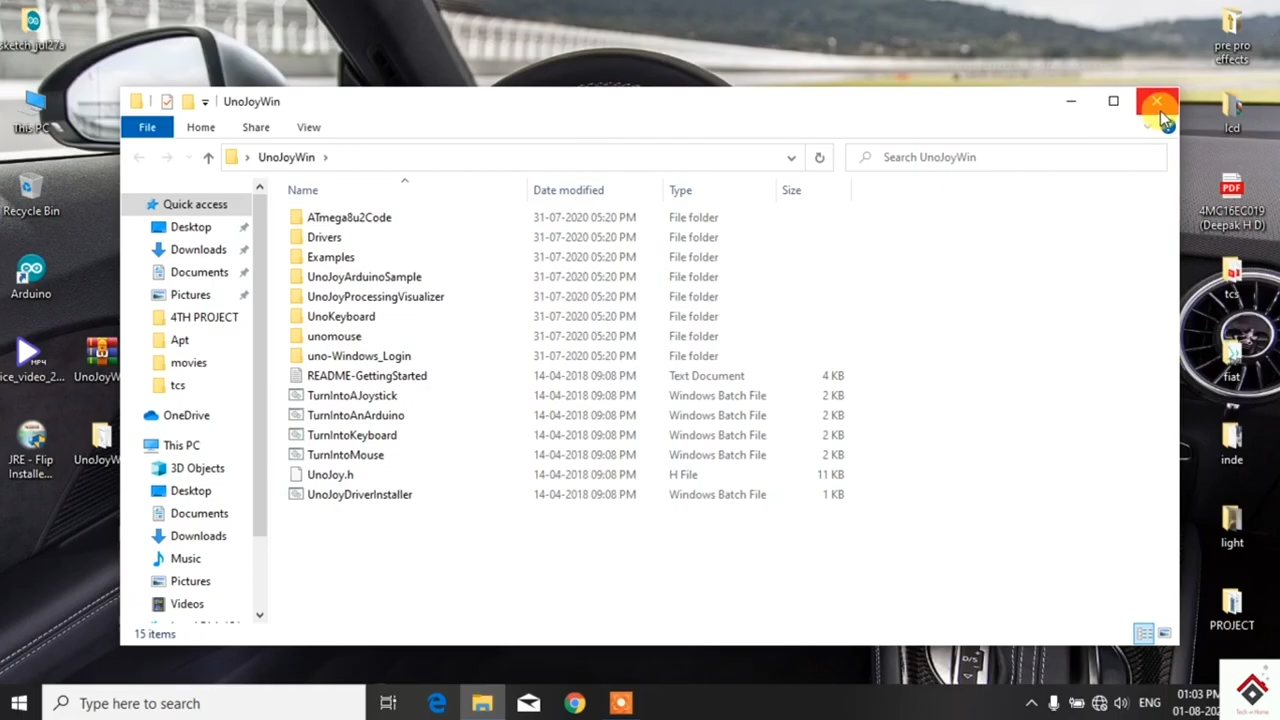 sketch_jul27a
This PC
Recycle Bin
Arduino
ice_video_2...
UnoJoyW
JRE - Flip
Installe...
UnoJoyW
UnoJoyWin
File
Home
Share
View
UnoJoyWin
Search UnoJoyWin
Quick access
Desktop
Downloads
Documents
Pictures
4TH PROJECT
Apt
movies
tcs
OneDrive
This PC
3D Objects
Desktop
Documents
Downloads
Music
Pictures
Videos
Name Date modified Type Size
ATmega8u2Code 31-07-2020 05:20 PM File folder
Drivers 31-07-2020 05:20 PM File folder
Examples 31-07-2020 05:20 PM File folder
UnoJoyArduinoSample 31-07-2020 05:20 PM File folder
UnoJoyProcessingVisualizer 31-07-2020 05:20 PM File folder
UnoKeyboard 31-07-2020 05:20 PM File folder
unomouse 31-07-2020 05:20 PM File folder
uno-Windows_Login 31-07-2020 05:20 PM File folder
README-GettingStarted 14-04-2018 09:08 PM Text Document 4 KB
TurnIntoAJoystick 14-04-2018 09:08 PM Windows Batch File 2 KB
TurnIntoAnArduino 14-04-2018 09:08 PM Windows Batch File 2 KB
TurnIntoKeyboard 14-04-2018 09:08 PM Windows Batch File 2 KB
TurnIntoMouse 14-04-2018 09:08 PM Windows Batch File 2 KB
UnoJoy.h 14-04-2018 09:08 PM H File 11 KB
UnoJoyDriverInstaller 14-04-2018 09:08 PM Windows Batch File 1 KB
15 items
pre pro
effects
lcd
PDF
4MC16EC019
(Deepak H D)
tcs
fiat
inde
light
PROJECT
D/S
Type here to search
ENG
01:03 PM
01-08-20
Tech at Home